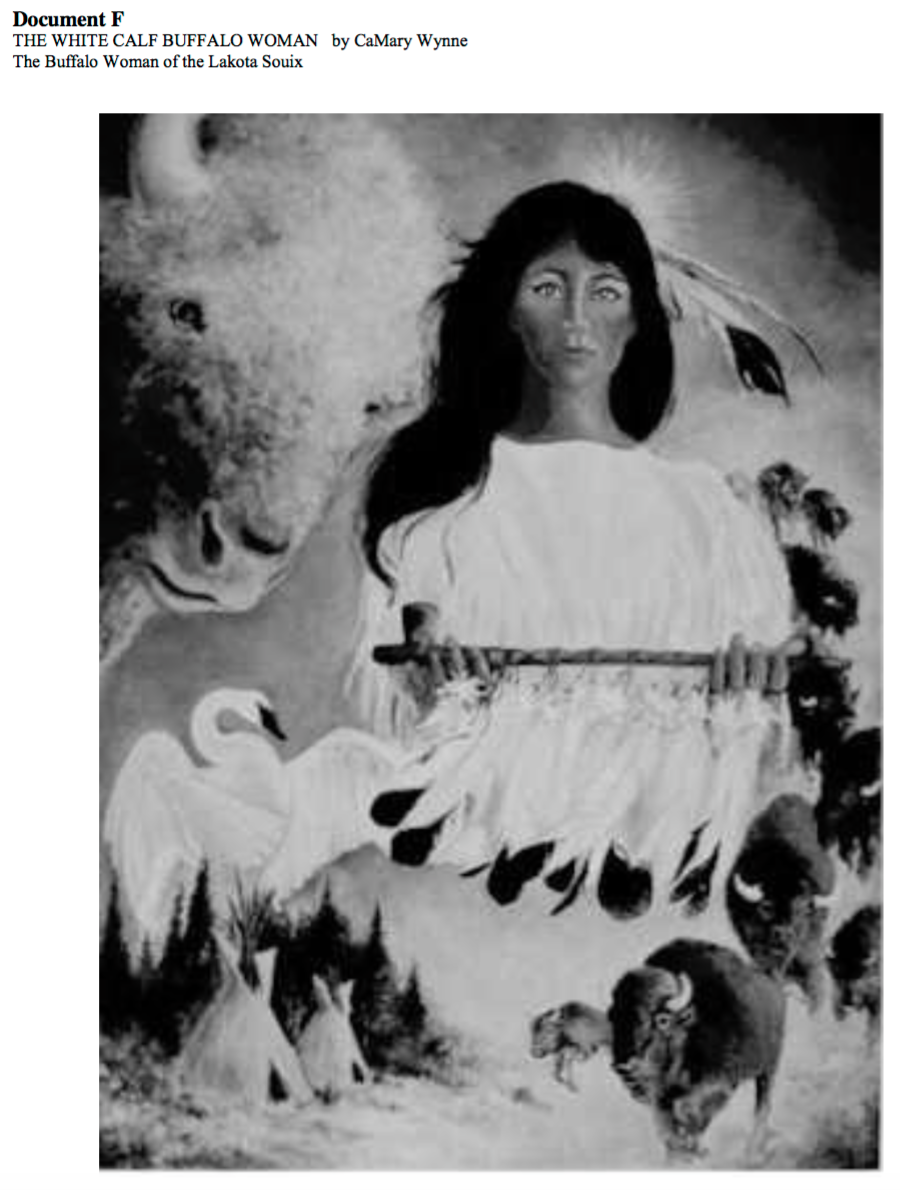 Document F
THE WHITE CALF BUFFALO WOMAN by CaMary Wynne
The Buffalo Woman of the Lakota Souix